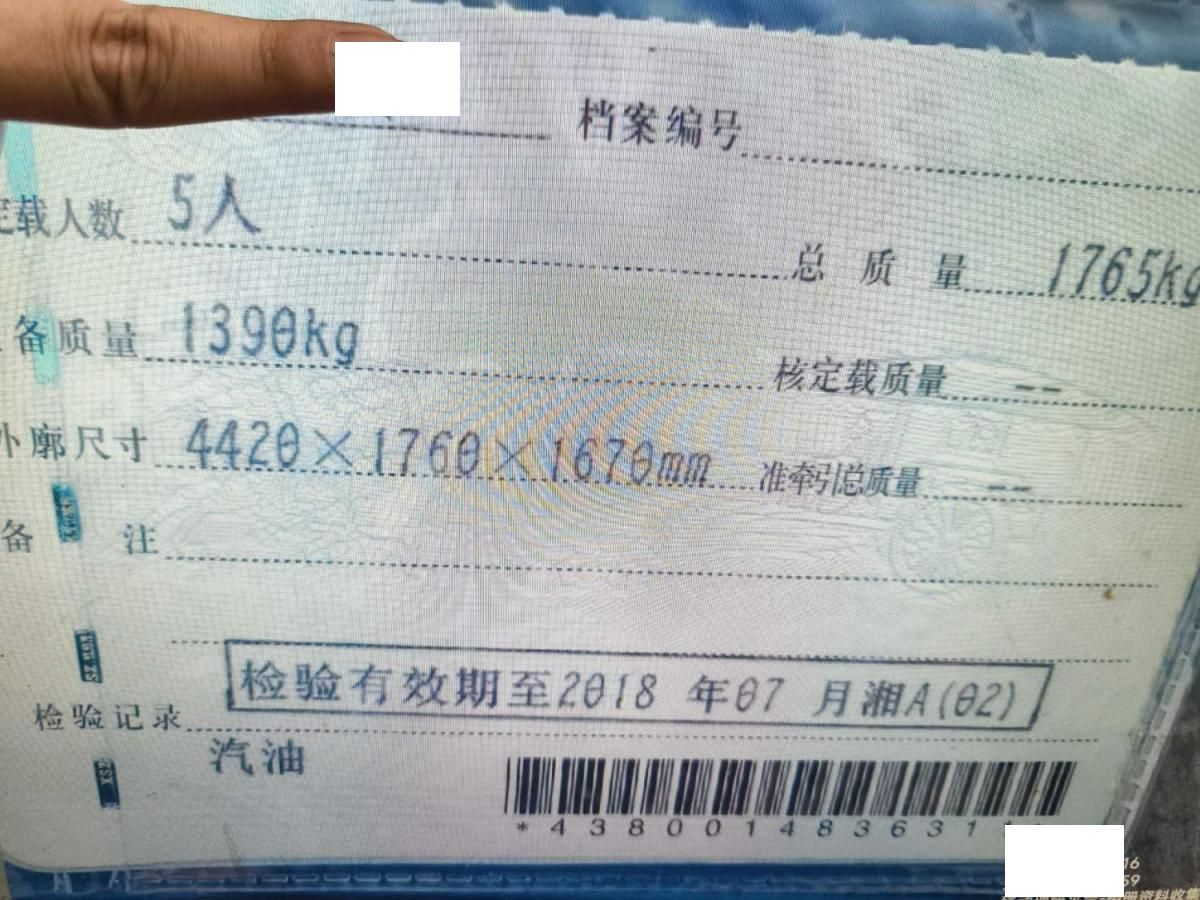 档案编号
定载人数 5人
总质量 1765kg
备质量 1390kg
核定载质量 --
外廓尺寸 4420×1760×1670mm
准牵引总质量 --
备注
检验有效期至2018年07月湘A(02)
检验记录
汽油
*438001483631
16
59